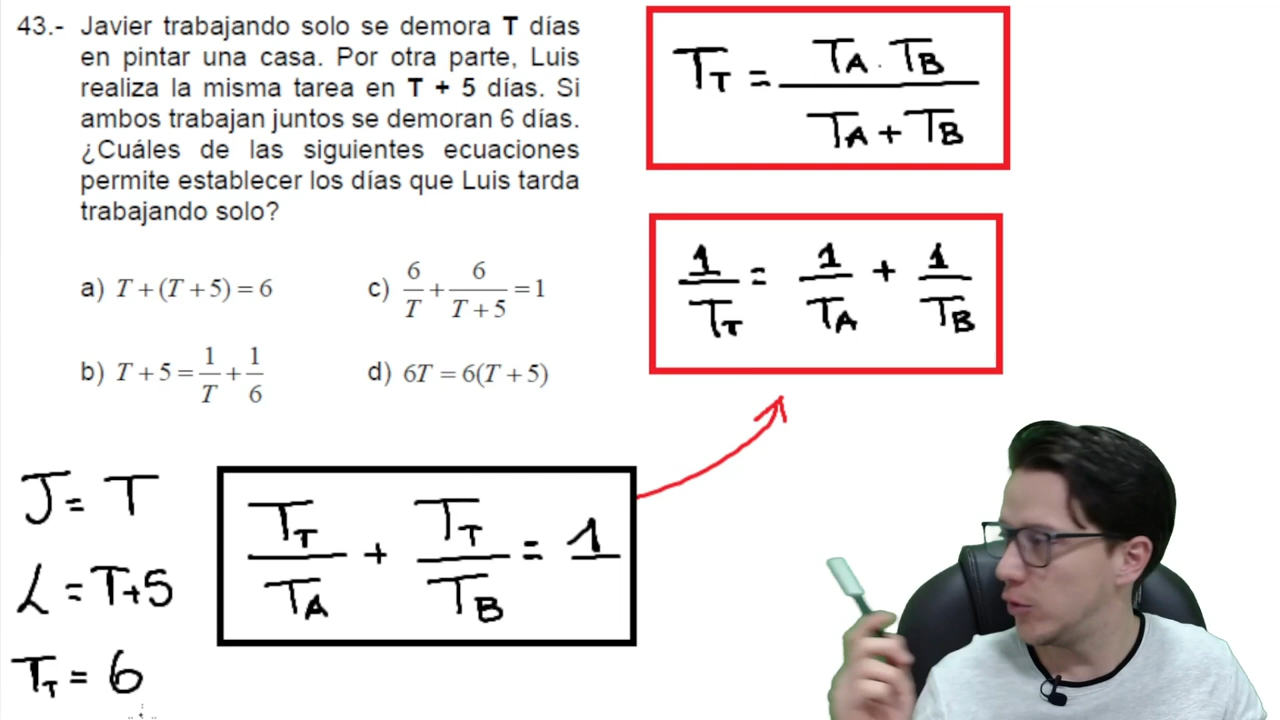 43.- Javier trabajando solo se demora T días
en pintar una casa. Por otra parte, Luis
realiza la misma tarea en T + 5 días. Si
ambos trabajan juntos se demoran 6 días.
¿Cuáles de las siguientes ecuaciones
permite establecer los días que Luis tarda
trabajando solo?
a) T + (T + 5) = 6
b) T + 5 = 1/T + 1/6
c) 6/T + 6/(T + 5) = 1
d) 6T = 6(T + 5)
T_T = (T_A . T_B)/(T_A + T_B)
1/T_T = 1/T_A + 1/T_B
J = T
L = T+5
T_T = 6
T_T/T_A + T_T/T_B = 1